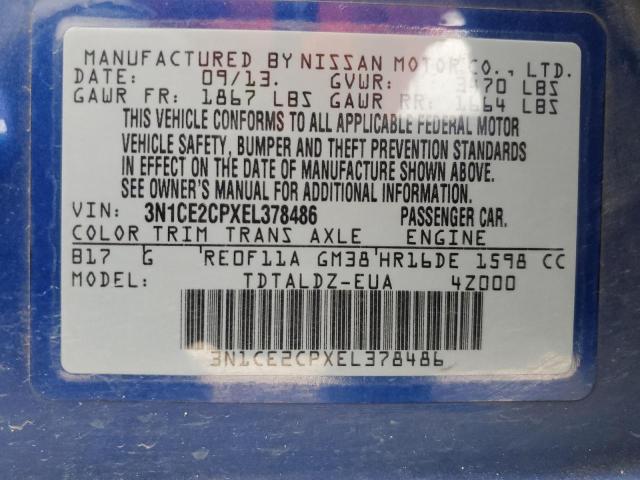 MANUFACTURED BY NISSAN MOTOR CO., LTD.
DATE: 09/13. GVWR: 3470 LBS
GAWR FR: 1867 LBS GAWR RR: 1664 LBS
THIS VEHICLE CONFORMS TO ALL APPLICABLE FEDERAL MOTOR
VEHICLE SAFETY, BUMPER AND THEFT PREVENTION STANDARDS
IN EFFECT ON THE DATE OF MANUFACTURE SHOWN ABOVE.
SEE OWNER'S MANUAL FOR ADDITIONAL INFORMATION.
VIN: 3N1CE2CPXEL378486 PASSENGER CAR.
COLOR TRIM TRANS AXLE ENGINE
B17 G RE0F11A GM38 HR16DE 1598 CC
MODEL: TDTALDZ-EUA 4Z000
3N1CE2CPXEL378486